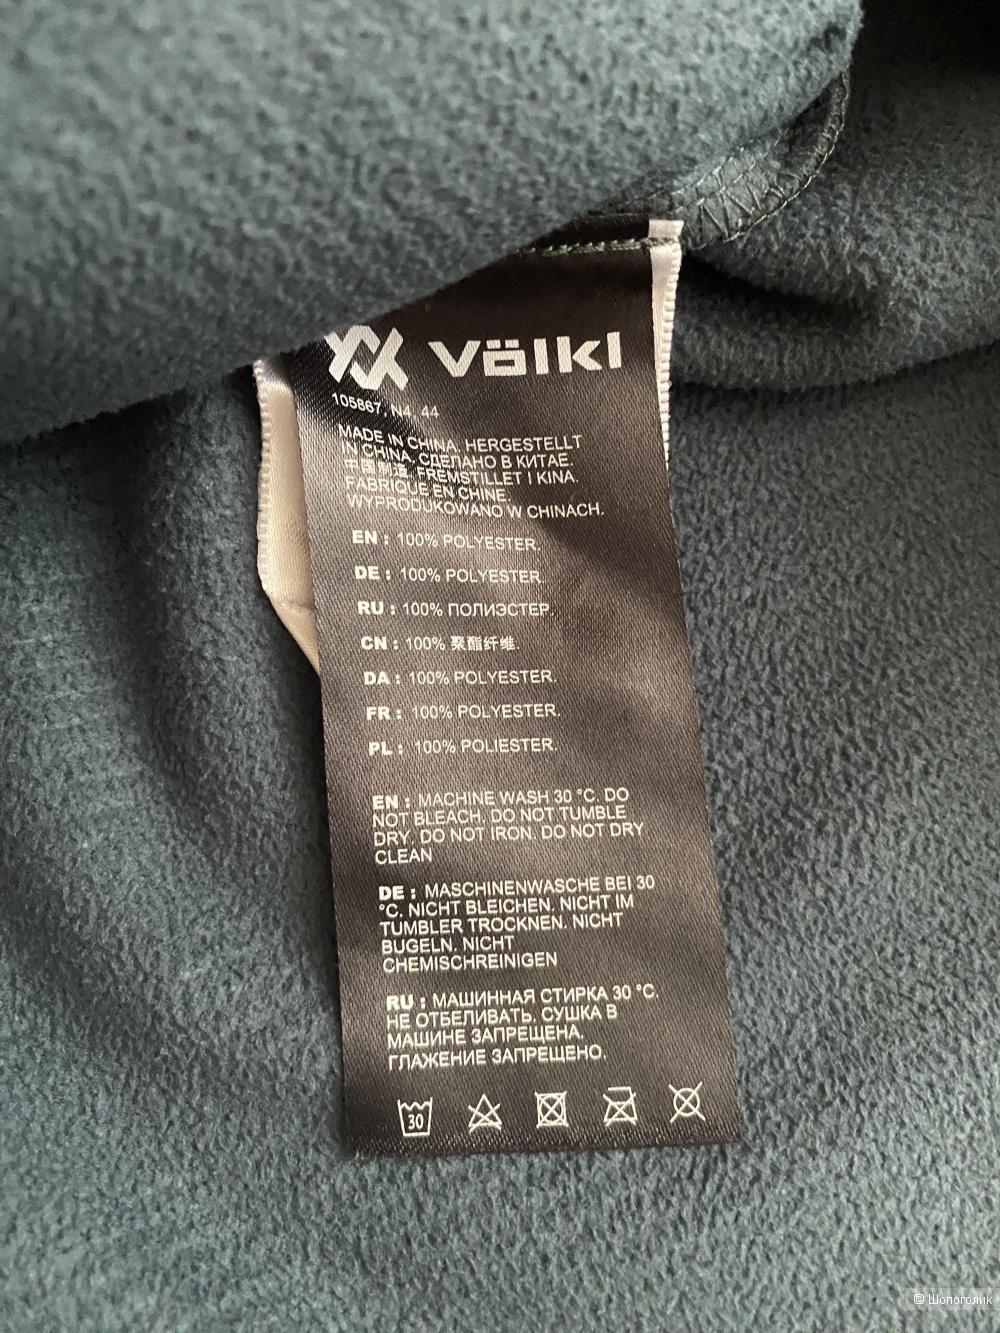 Völkl
105867, N4, 44
MADE IN CHINA. HERGESTELLT
IN CHINA. СДЕЛАНО В КИТАЕ.
中国制造. FREMSTILLET I KINA.
FABRIQUE EN CHINE.
WYPRODUKOWANO W CHINACH.
EN : 100% POLYESTER.
DE : 100% POLYESTER.
RU : 100% ПОЛИЭСТЕР.
CN : 100% 聚酯纤维.
DA : 100% POLYESTER.
FR : 100% POLYESTER.
PL : 100% POLIESTER.
EN : MACHINE WASH 30 °C. DO
NOT BLEACH. DO NOT TUMBLE
DRY. DO NOT IRON. DO NOT DRY
CLEAN
DE : MASCHINENWASCHE BEI 30
°C. NICHT BLEICHEN. NICHT IM
TUMBLER TROCKNEN. NICHT
BUGELN. NICHT
CHEMISCHREINIGEN
RU : МАШИННАЯ СТИРКА 30 °C.
НЕ ОТБЕЛИВАТЬ. СУШКА В
МАШИНЕ ЗАПРЕЩЕНА.
ГЛАЖЕНИЕ ЗАПРЕЩЕНО.
30
© Шопоголик